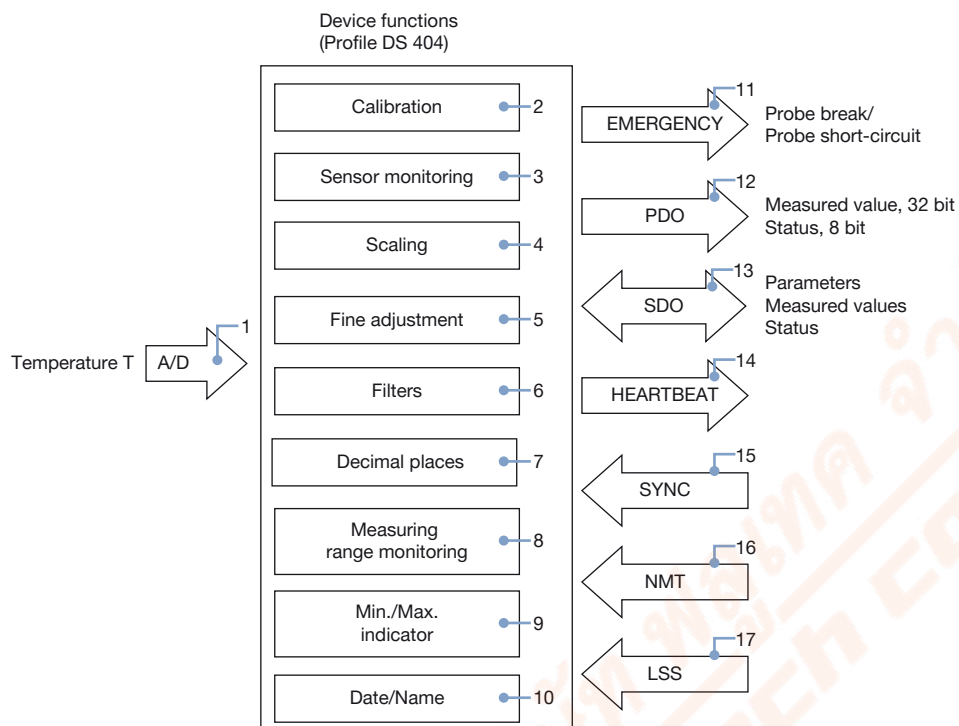 Device functions
(Profile DS 404)
Calibration
2
Sensor monitoring
3
Scaling
4
Fine adjustment
5
Filters
6
Decimal places
7
Measuring
range monitoring
8
Min./Max.
indicator
9
Date/Name
10
Temperature T
A/D
1
EMERGENCY
11
Probe break/
Probe short-circuit
PDO
12
Measured value, 32 bit
Status, 8 bit
SDO
13
Parameters
Measured values
Status
HEARTBEAT
14
SYNC
15
NMT
16
LSS
17